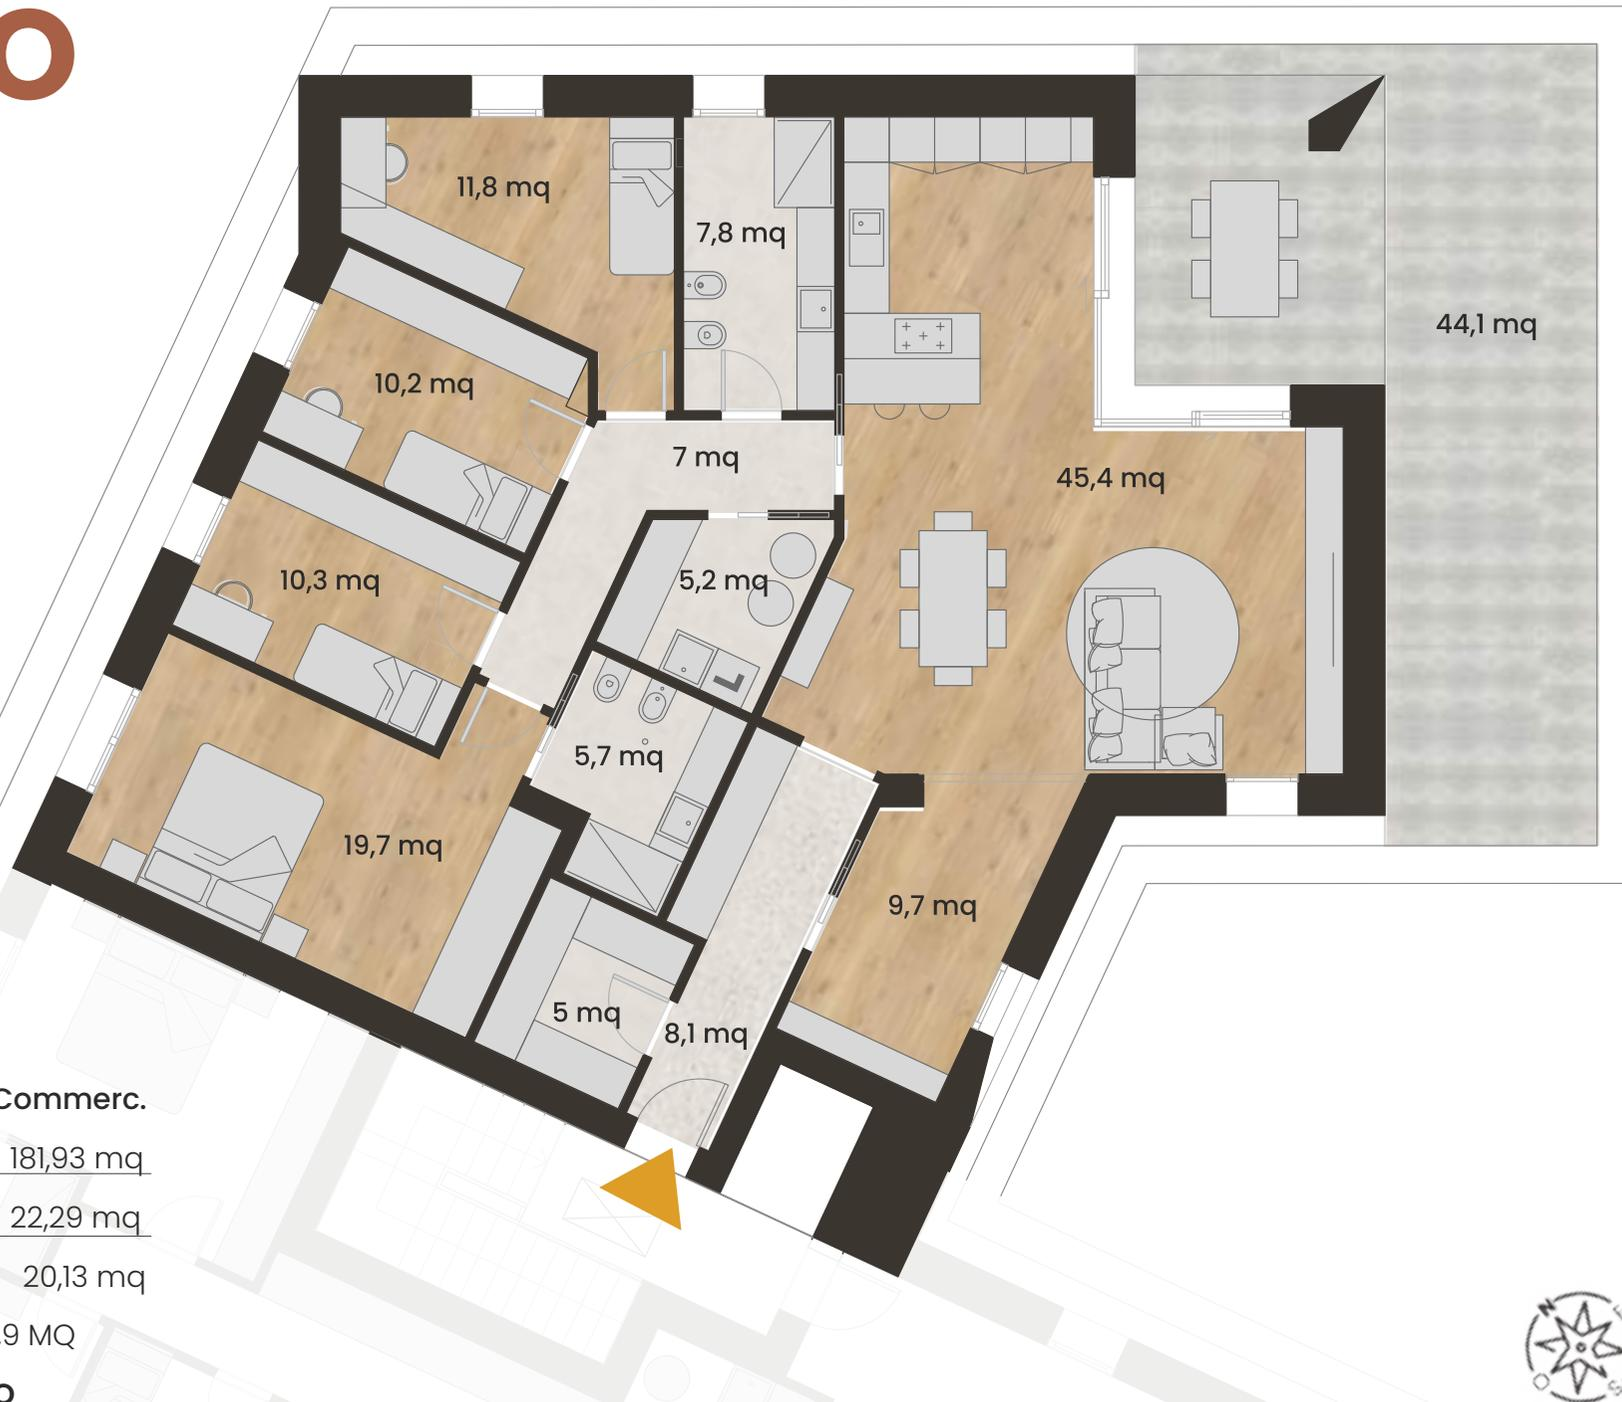 O
11,8 mq
7,8 mq
44,1 mq
10,2 mq
7 mq
45,4 mq
10,3 mq
5,2 mq
5,7 mq
19,7 mq
9,7 mq
5 mq
8,1 mq
Commerc.
181,93 mq
22,29 mq
20,13 mq
,9 MQ
O
N
O
S